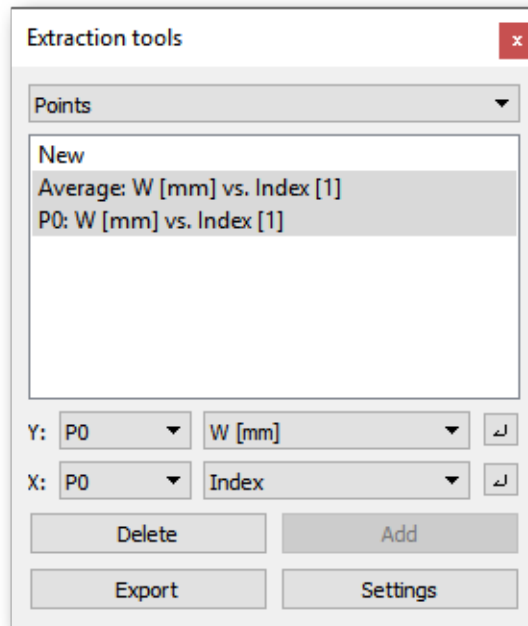 Extraction tools
x
Points
New
Average: W [mm] vs. Index [1]
P0: W [mm] vs. Index [1]
Y: P0 W [mm]
X: P0 Index
Delete Add
Export Settings